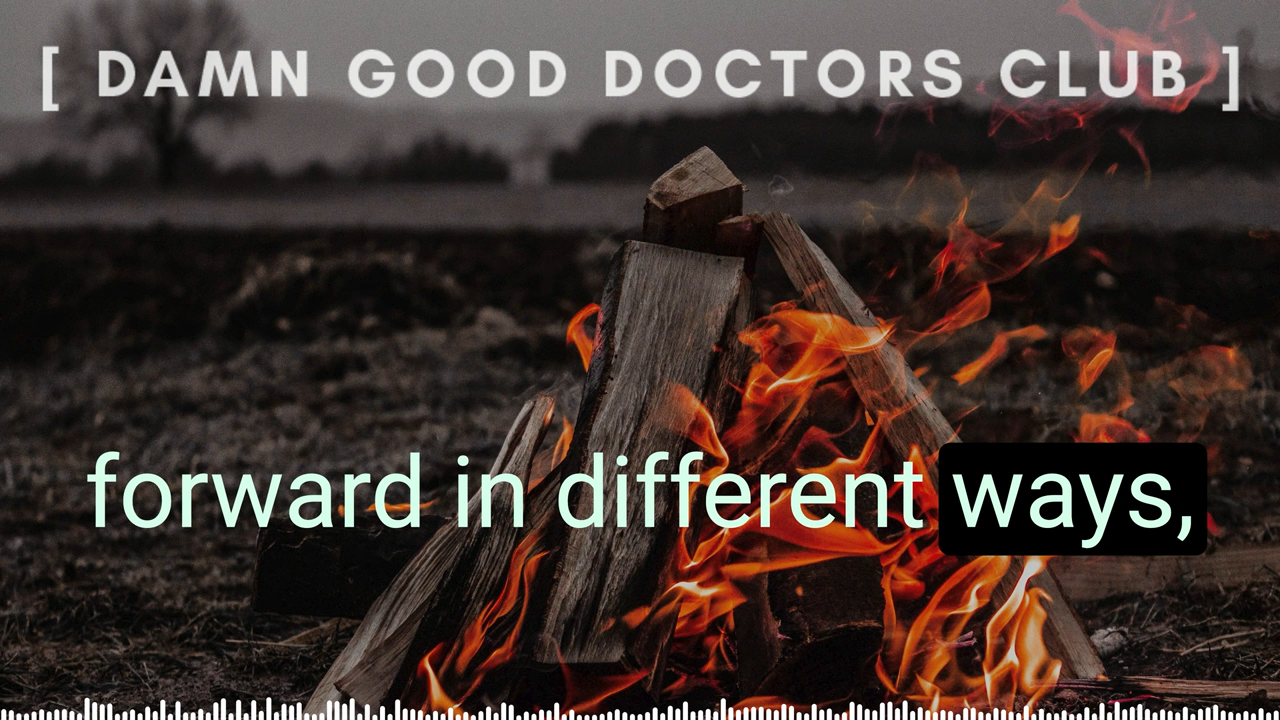 [ DAMN GOOD DOCTORS CLUB ]
forward in different ways,